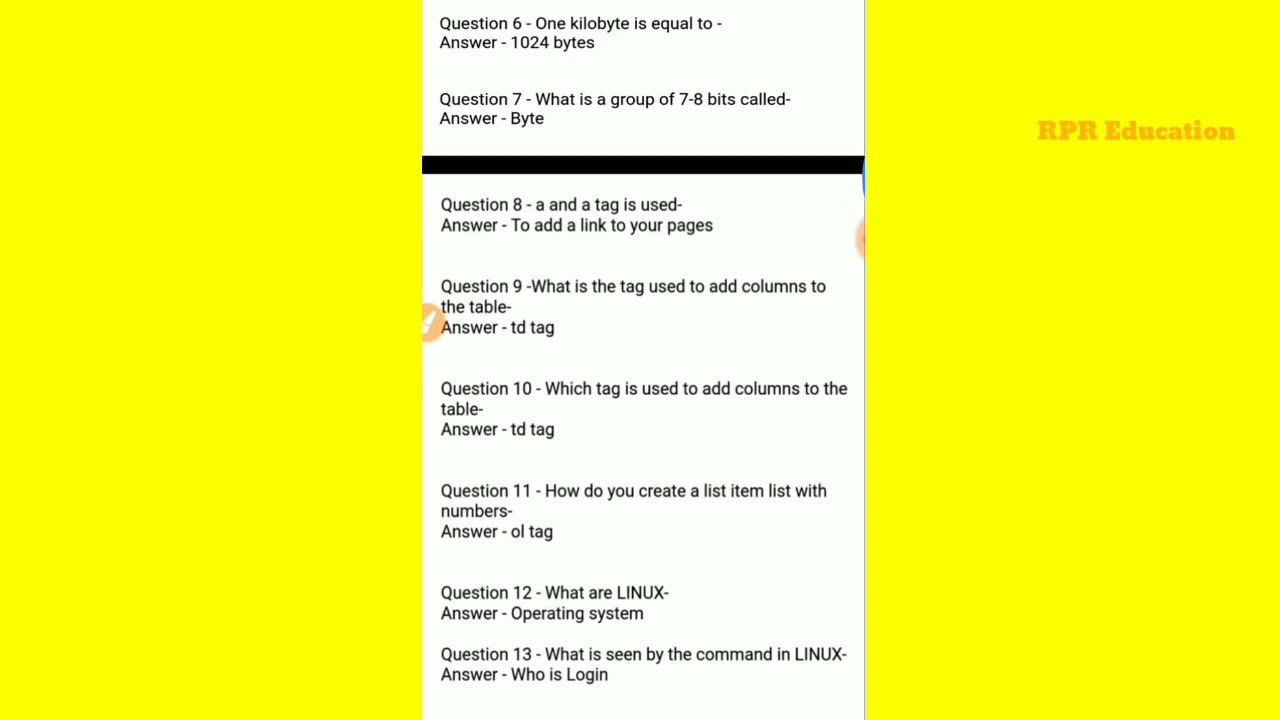 Question 6 - One kilobyte is equal to -
Answer - 1024 bytes
Question 7 - What is a group of 7-8 bits called-
Answer - Byte
RPR Education
Question 8 - a and a tag is used-
Answer - To add a link to your pages
Question 9 -What is the tag used to add columns to
the table-
Answer - td tag
Question 10 - Which tag is used to add columns to the
table-
Answer - td tag
Question 11 - How do you create a list item list with
numbers-
Answer - ol tag
Question 12 - What are LINUX-
Answer - Operating system
Question 13 - What is seen by the command in LINUX-
Answer - Who is Login